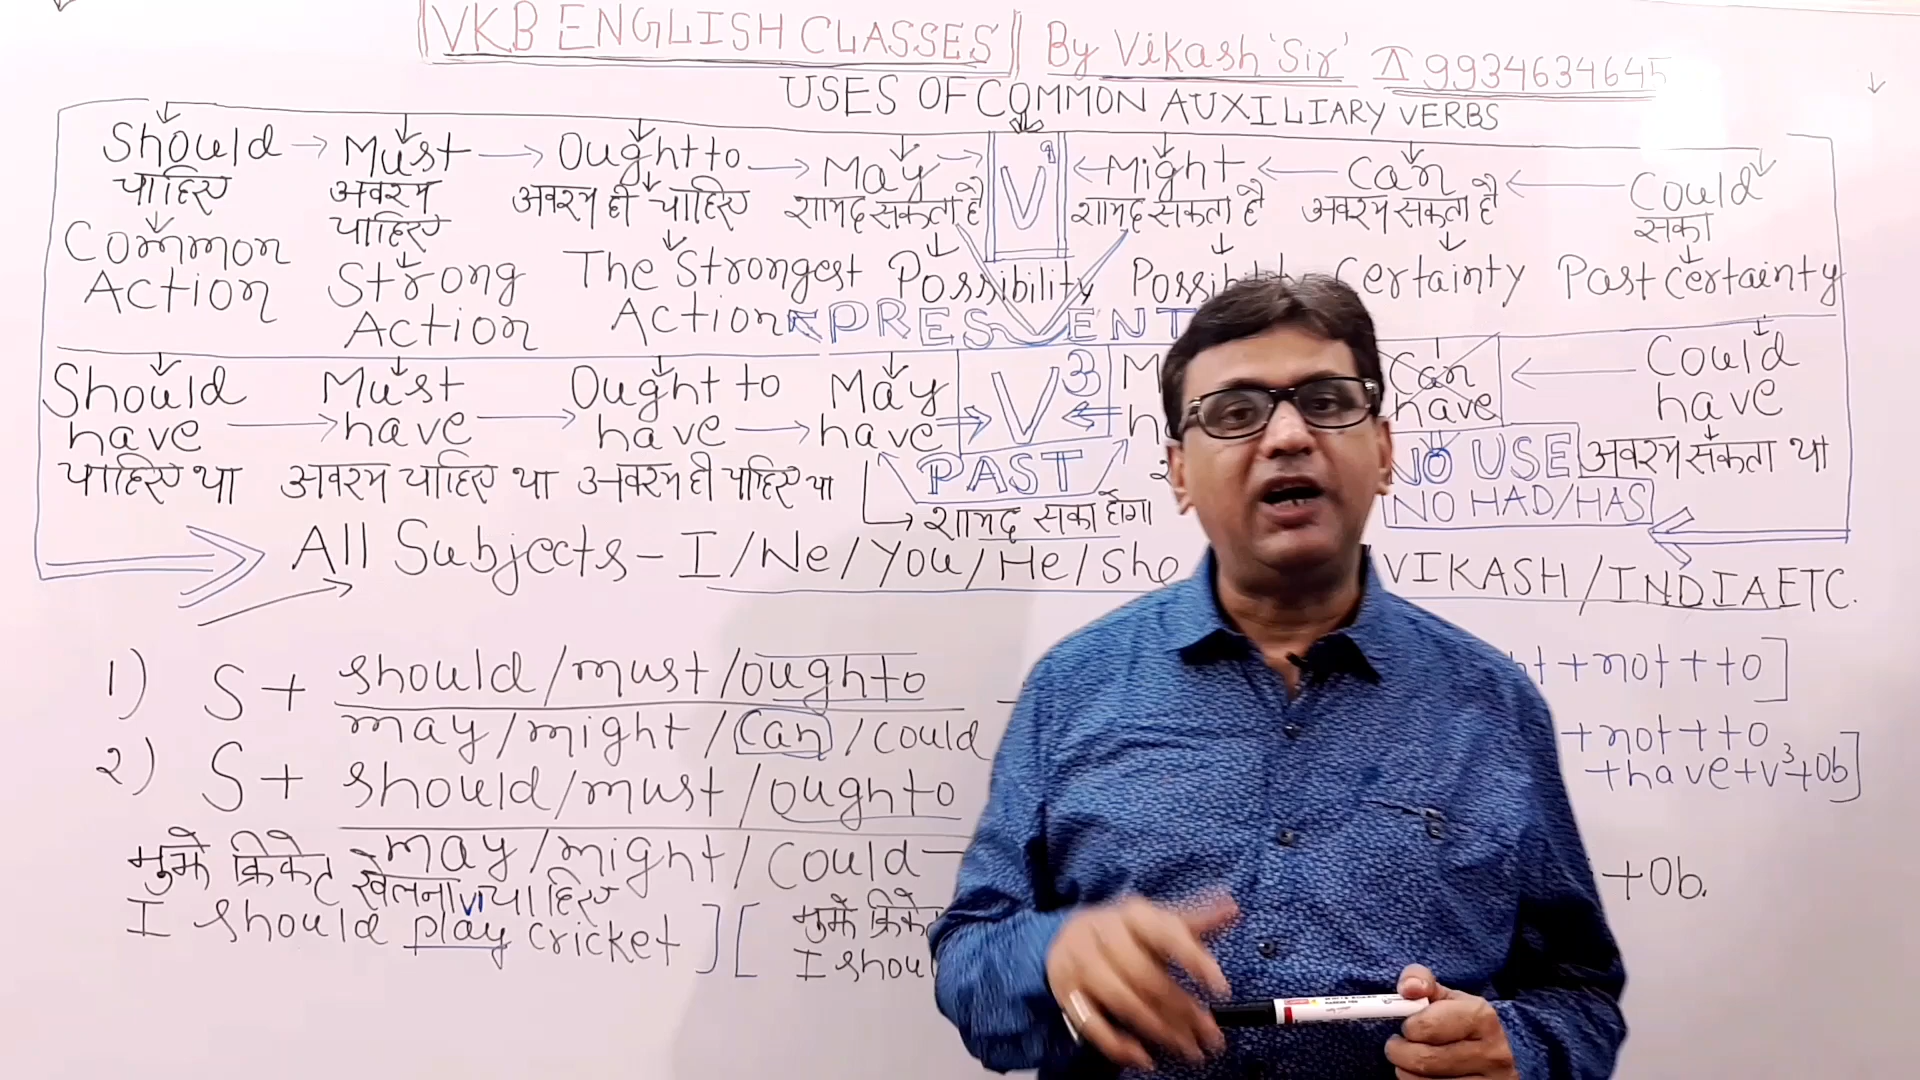 VKB ENGLISH CLASSES By Vikash 'Sir' 9934634645
USES OF COMMON AUXILIARY VERBS
Should → Must → Ought to → May → V¹ ← Might ← Can ← Could
चाहिए अवश्य चाहिए अवश्य ही चाहिए शायद सकता है शायद सकता है अवश्य सकता है सका
Common Action Strong Action The Strongest Action Possibility Certainty Past Certainty
PRESENT
Should have → Must have → Ought to have → May have V3 Can have ← Could have
चाहिए था अवश्य चाहिए था अवश्य ही चाहिए था PAST NO USE अवश्य सकता था
शायद सका होगा NO HAD/HAS
All Subjects - I/We/You/He/She VIKASH/INDIA ETC.
1) S + should/must/ought to + not + to]
may/might/can/could + not + to
2) S + should/must/ought to + have + V3 + Ob]
may/might/could + Ob.
मुझे क्रिकेट खेलना चाहिए मुझे
V1
I should play cricket ] [ I